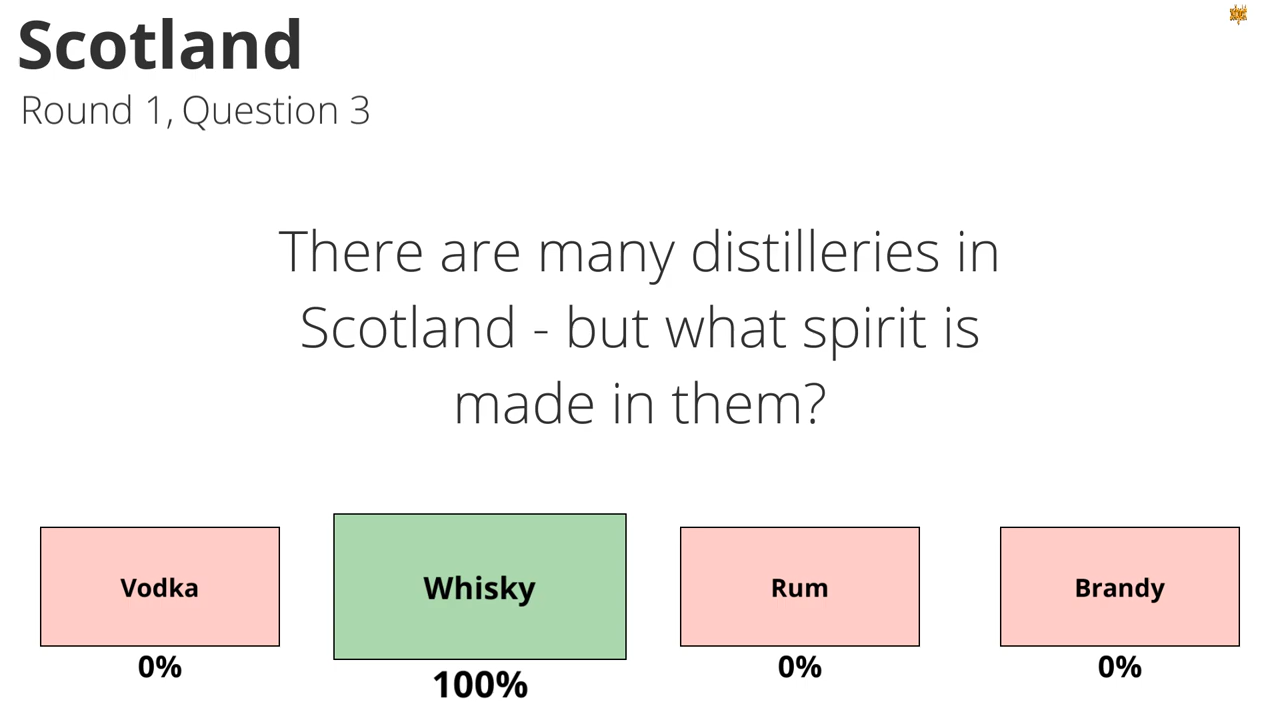 Scotland
Round 1, Question 3
There are many distilleries in
Scotland - but what spirit is
made in them?
Vodka
Whisky
Rum
Brandy
0%
100%
0%
0%